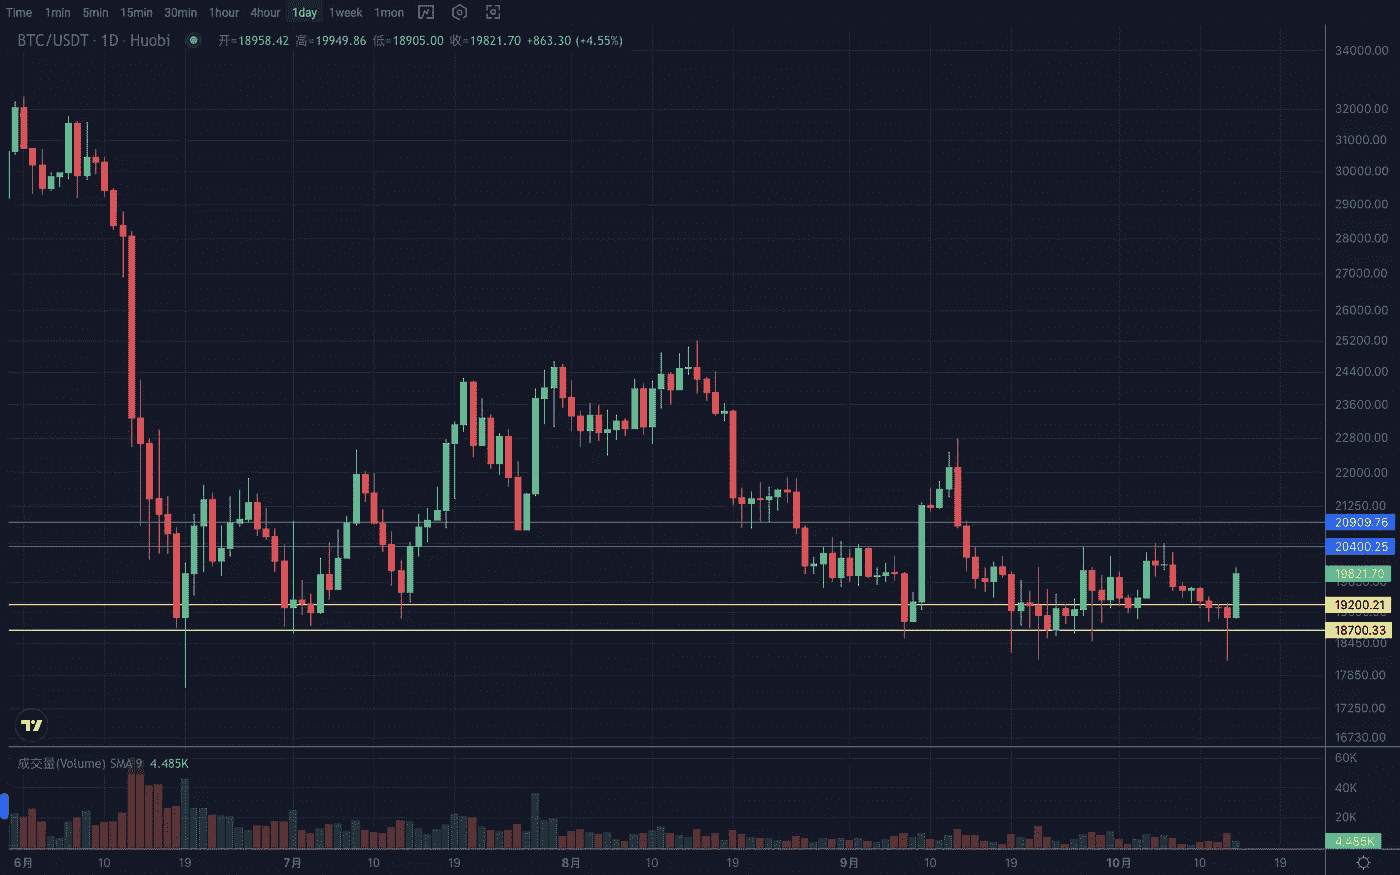 Time 1min 5min 15min 30min 1hour 4hour 1day 1week 1mon
BTC/USDT · 1D · Huobi 开=18958.42 高=19949.86 低=18905.00 收=19821.70 +863.30 (+4.55%)
34000.00
32000.00
31000.00
30000.00
29000.00
28000.00
27000.00
26000.00
25200.00
24400.00
23600.00
22800.00
22000.00
21250.00
20909.76
20400.25
19821.70
19200.21
18700.33
18450.00
17850.00
17250.00
16730.00
成交量(Volume) SMA 9 4.485K
60K
40K
20K
4.485K
6月 10 19 7月 10 19 8月 10 19 9月 10 19 10月 10 19